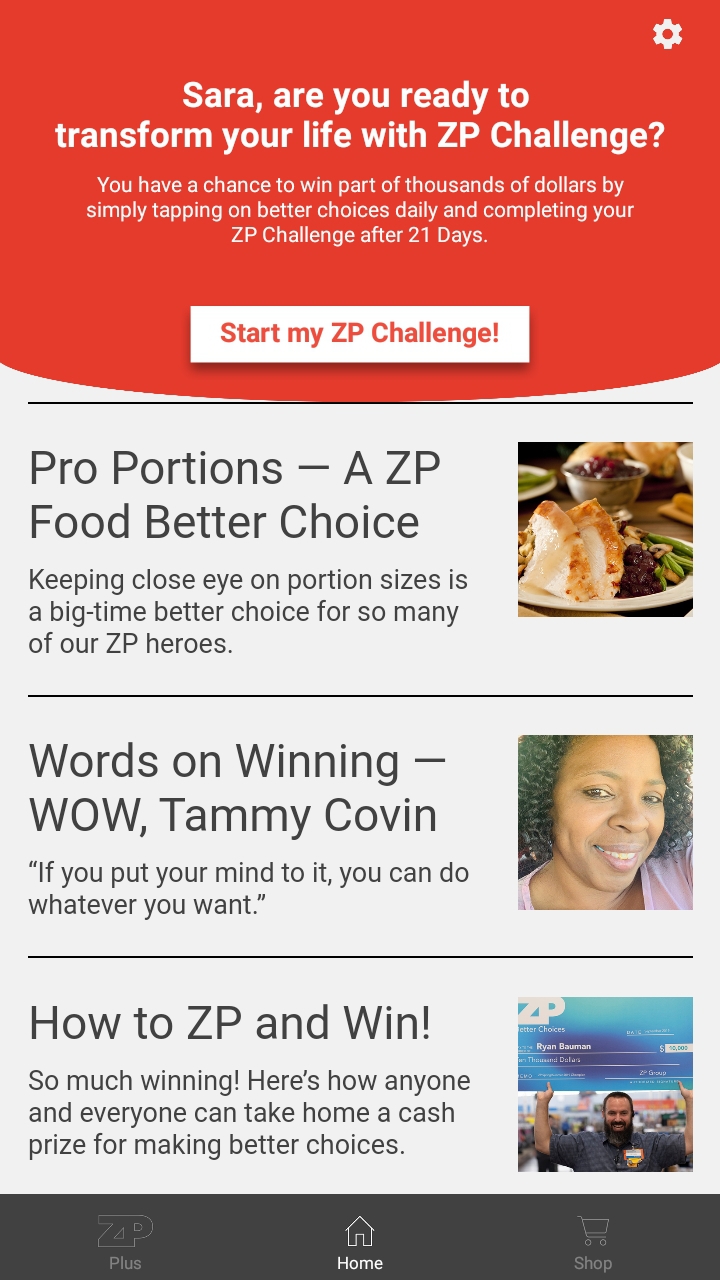 Sara, are you ready to
transform your life with ZP Challenge?
You have a chance to win part of thousands of dollars by
simply tapping on better choices daily and completing your
ZP Challenge after 21 Days.
Start my ZP Challenge!
Pro Portions — A ZP
Food Better Choice
Keeping close eye on portion sizes is
a big-time better choice for so many
of our ZP heroes.
Words on Winning —
WOW, Tammy Covin
“If you put your mind to it, you can do
whatever you want.”
How to ZP and Win!
So much winning! Here’s how anyone
and everyone can take home a cash
prize for making better choices.
ZP
etter Choices
DATE
Ryan Bauman
$ 10,000
en Thousand Dollars
ZP Group
ZP
Plus
Home
Shop